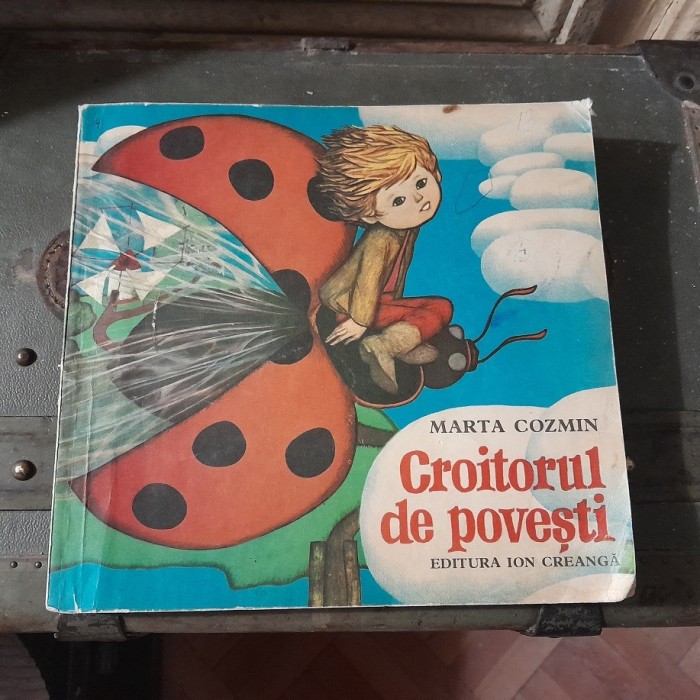 MARTA COZMIN
Croitorul
de povești
EDITURA ION CREANGĂ